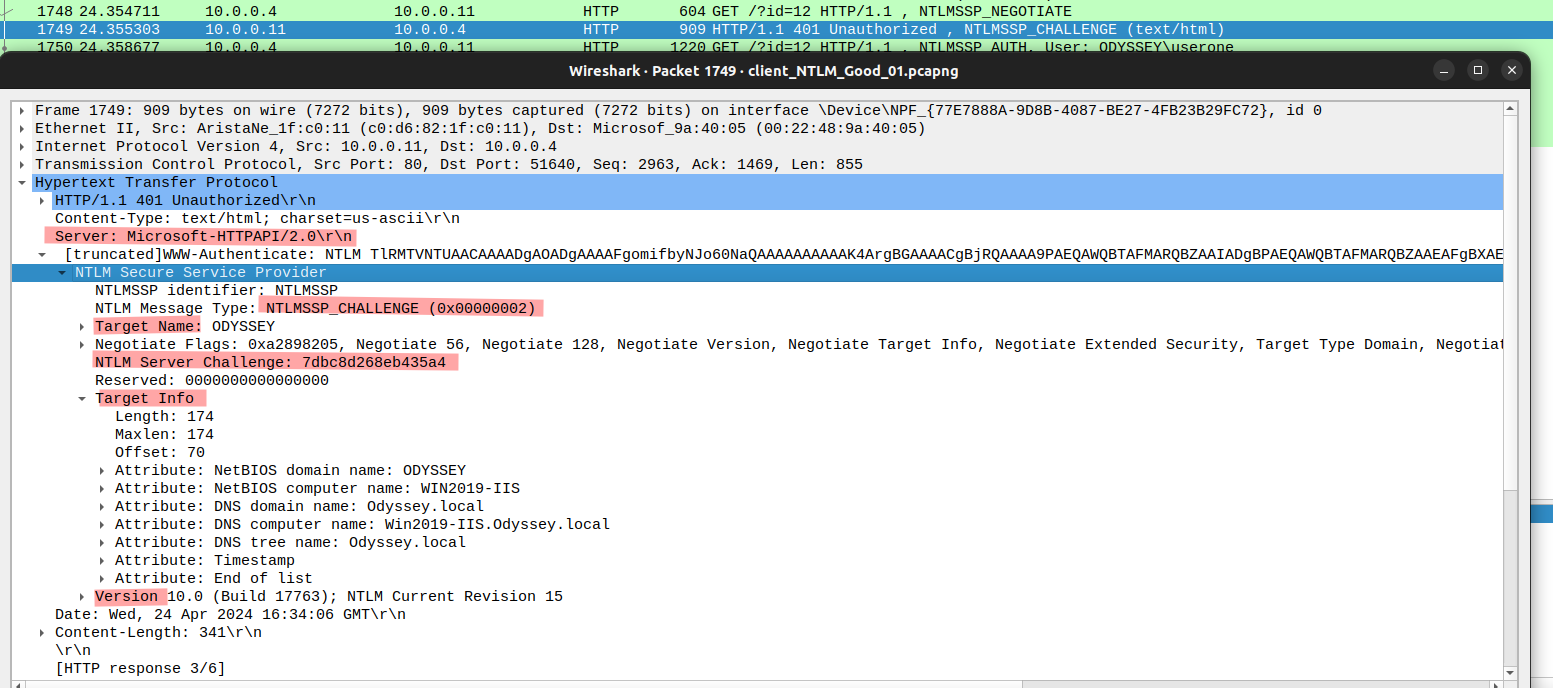 1748 24.354711 10.0.0.4 10.0.0.11 HTTP 604 GET /?id=12 HTTP/1.1 , NTLMSSP_NEGOTIATE
1749 24.355303 10.0.0.11 10.0.0.4 HTTP 909 HTTP/1.1 401 Unauthorized , NTLMSSP_CHALLENGE (text/html)
1750 24.358677 10.0.0.4 10.0.0.11 HTTP 1220 GET /?id=12 HTTP/1.1 , NTLMSSP_AUTH, User: ODYSSEY\userone
Wireshark · Packet 1749 · client_NTLM_Good_01.pcapng
Frame 1749: 909 bytes on wire (7272 bits), 909 bytes captured (7272 bits) on interface \Device\NPF_{77E7888A-9D8B-4087-BE27-4FB23B29FC72}, id 0
Ethernet II, Src: AristaNe_1f:c0:11 (c0:d6:82:1f:c0:11), Dst: Microsof_9a:40:05 (00:22:48:9a:40:05)
Internet Protocol Version 4, Src: 10.0.0.11, Dst: 10.0.0.4
Transmission Control Protocol, Src Port: 80, Dst Port: 51640, Seq: 2963, Ack: 1469, Len: 855
Hypertext Transfer Protocol
HTTP/1.1 401 Unauthorized\r\n
Content-Type: text/html; charset=us-ascii\r\n
Server: Microsoft-HTTPAPI/2.0\r\n
[truncated]WWW-Authenticate: NTLM TlRMTVNTUAACAAAADgAOADgAAAAFgomifbyNJo60NaQAAAAAAAAAAK4ArgBGAAAACgBjRQAAAA9PAEQAWQBTAFMARQBZAAIADgBPAEQAWQBTAFMARQBZAAEAFgBXAE
NTLM Secure Service Provider
NTLMSSP identifier: NTLMSSP
NTLM Message Type: NTLMSSP_CHALLENGE (0x00000002)
Target Name: ODYSSEY
Negotiate Flags: 0xa2898205, Negotiate 56, Negotiate 128, Negotiate Version, Negotiate Target Info, Negotiate Extended Security, Target Type Domain, Negotiat
NTLM Server Challenge: 7dbc8d268eb435a4
Reserved: 0000000000000000
Target Info
Length: 174
Maxlen: 174
Offset: 70
Attribute: NetBIOS domain name: ODYSSEY
Attribute: NetBIOS computer name: WIN2019-IIS
Attribute: DNS domain name: Odyssey.local
Attribute: DNS computer name: Win2019-IIS.Odyssey.local
Attribute: DNS tree name: Odyssey.local
Attribute: Timestamp
Attribute: End of list
Version 10.0 (Build 17763); NTLM Current Revision 15
Date: Wed, 24 Apr 2024 16:34:06 GMT\r\n
Content-Length: 341\r\n
\r\n
[HTTP response 3/6]